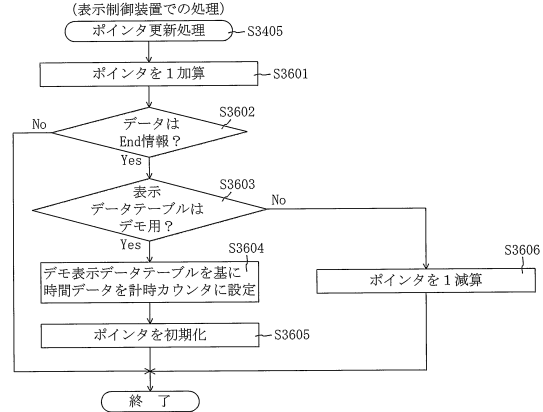 (表示制御装置での処理)
ポインタ更新処理
S3405
ポインタを1加算
S3601
S3602
データは
End情報?
No
Yes
S3603
表示
データテーブルは
デモ用?
No
Yes
S3604
デモ表示データテーブルを基に
時間データを計時カウンタに設定
S3606
ポインタを1減算
ポインタを初期化
S3605
終 了